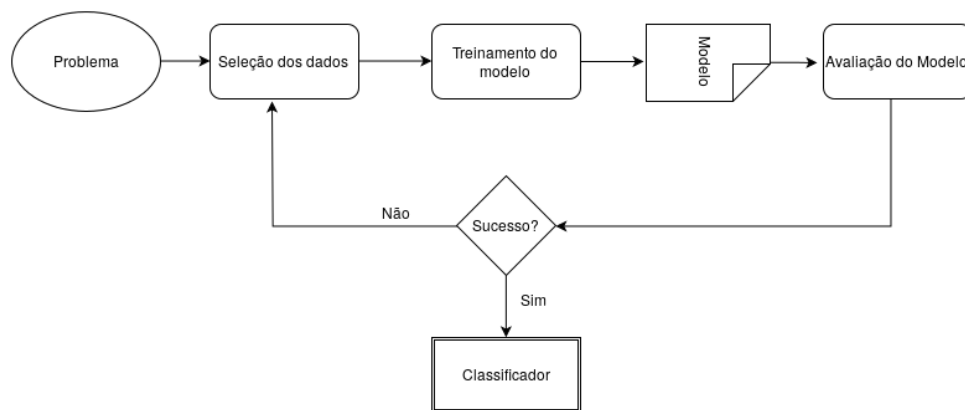 Problema
Seleção dos dados
Treinamento do
modelo
Modelo
Avaliação do Modelo
Não
Sucesso?
Sim
Classificador